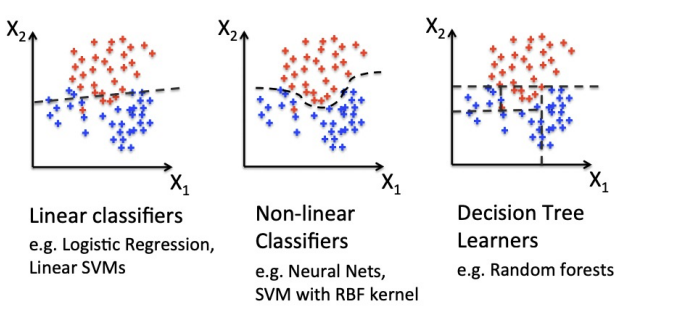 X2
X1
Linear classifiers
e.g. Logistic Regression,
Linear SVMs
X2
X1
Non-linear
Classifiers
e.g. Neural Nets,
SVM with RBF kernel
X2
X1
Decision Tree
Learners
e.g. Random forests